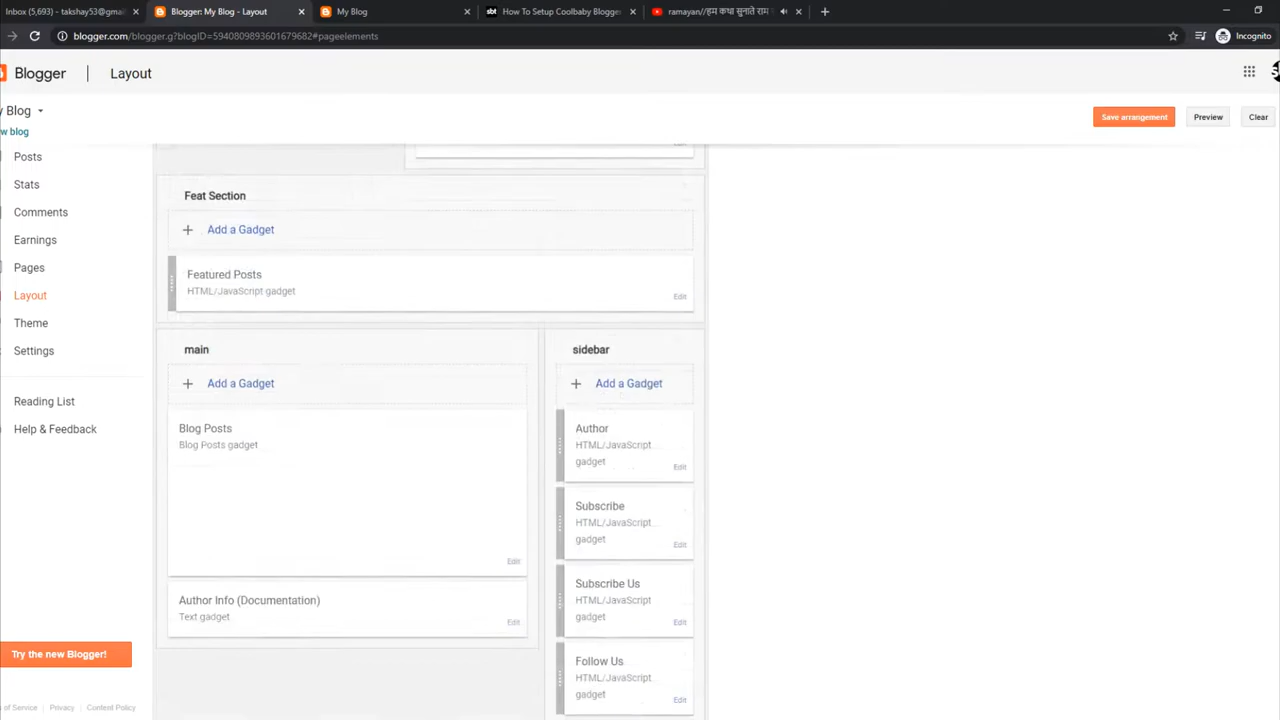 Inbox (5,693) - takshay53@gmail
Blogger: My Blog - Layout
My Blog
How To Setup Coolbaby Blogger
ramayan//हम कथा सुनाते राम
blogger.com/blogger.g?blogID=5940809893601679682#pageelements
Incognito
Blogger
Layout
y Blog
w blog
Save arrangement
Preview
Clear
Posts
Stats
Comments
Earnings
Pages
Layout
Theme
Settings
Reading List
Help & Feedback
Try the new Blogger!
s of Service
Privacy
Content Policy
Feat Section
Add a Gadget
Featured Posts
HTML/JavaScript gadget
Edit
main
Add a Gadget
Blog Posts
Blog Posts gadget
Edit
Author Info (Documentation)
Text gadget
Edit
sidebar
Add a Gadget
Author
HTML/JavaScript
gadget
Edit
Subscribe
HTML/JavaScript
gadget
Edit
Subscribe Us
HTML/JavaScript
gadget
Edit
Follow Us
HTML/JavaScript
gadget
Edit